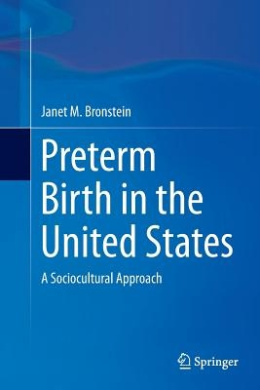 Janet M. Bronstein
Preterm
Birth in the
United States
A Sociocultural Approach
Springer